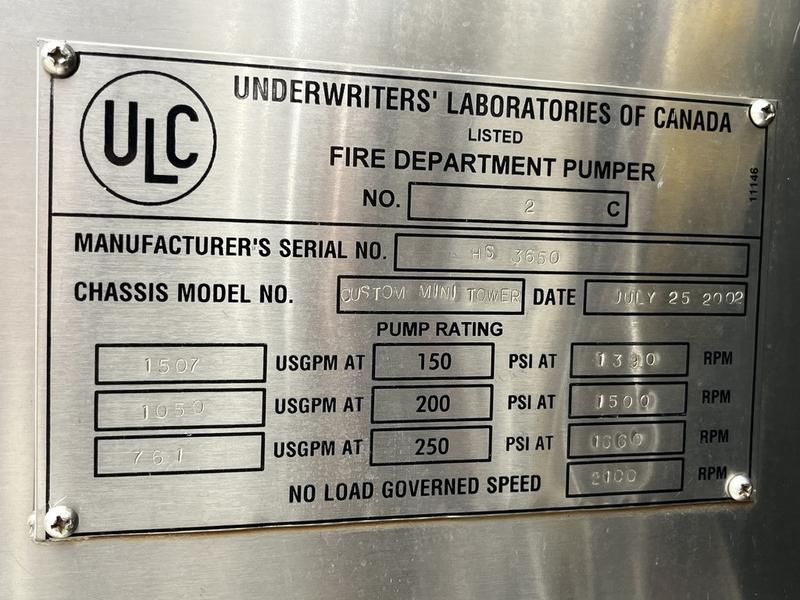 ULC
UNDERWRITERS' LABORATORIES OF CANADA
LISTED
FIRE DEPARTMENT PUMPER
NO. 2 C
11146
MANUFACTURER'S SERIAL NO. HS 3650
CHASSIS MODEL NO. CUSTOM MINI TOWER DATE JULY 25 2002
PUMP RATING
1507 USGPM AT 150 PSI AT RPM
1050 USGPM AT 200 PSI AT 1500 RPM
761 USGPM AT 250 PSI AT 1660 RPM
NO LOAD GOVERNED SPEED 2100 RPM